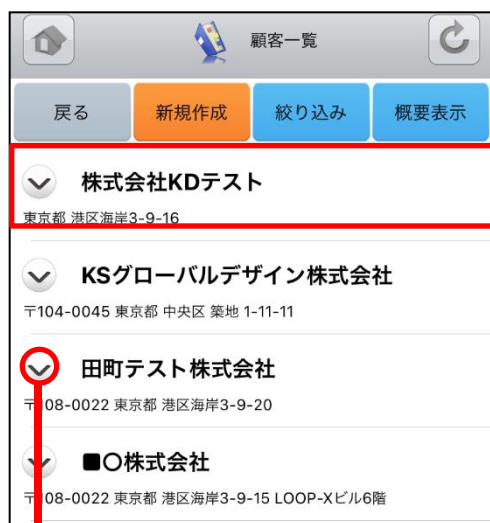 顧客一覧
戻る 新規作成 絞り込み 概要表示
株式会社KDテスト
東京都 港区海岸3-9-16
KSグローバルデザイン株式会社
〒104-0045 東京都 中央区 築地 1-11-11
田町テスト株式会社
〒108-0022 東京都 港区海岸3-9-20
■〇株式会社
〒108-0022 東京都 港区海岸3-9-15 LOOP-Xビル6階